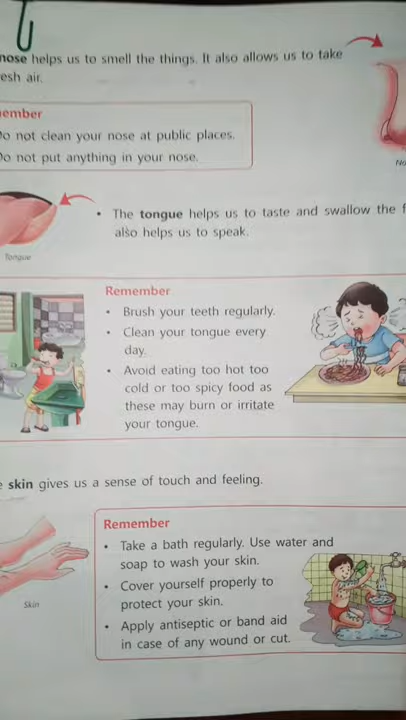 nose helps us to smell the things. It also allows us to take
esh air.
ember
Do not clean your nose at public places.
Do not put anything in your nose.
No
• The tongue helps us to taste and swallow the f
also helps us to speak.
Tongue
Remember
• Brush your teeth regularly.
• Clean your tongue every
day.
• Avoid eating too hot too
cold or too spicy food as
these may burn or irritate
your tongue.
e skin gives us a sense of touch and feeling.
Remember
• Take a bath regularly. Use water and
soap to wash your skin.
• Cover yourself properly to
protect your skin.
• Apply antiseptic or band aid
in case of any wound or cut.
Skin